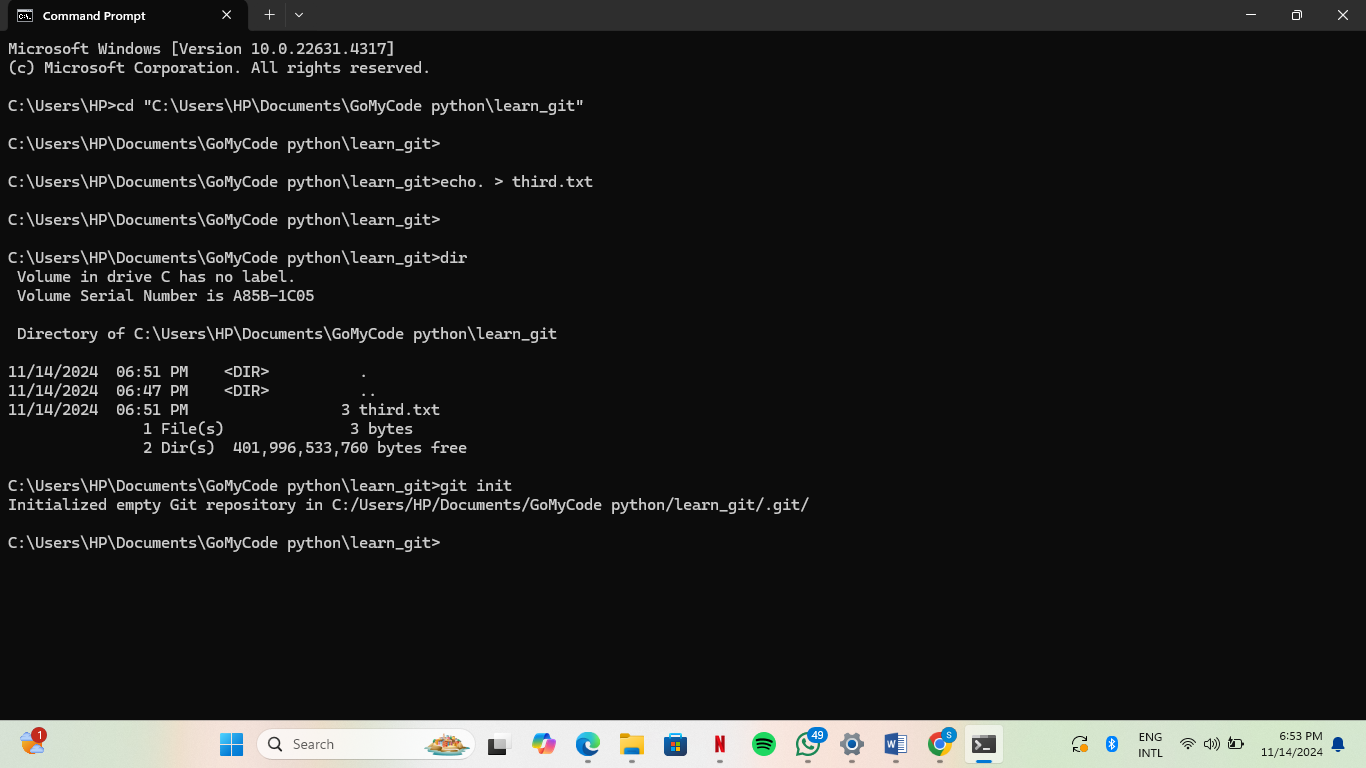 Command Prompt
Microsoft Windows [Version 10.0.22631.4317]
(c) Microsoft Corporation. All rights reserved.
C:\Users\HP>cd "C:\Users\HP\Documents\GoMyCode python\learn_git"
C:\Users\HP\Documents\GoMyCode python\learn_git>
C:\Users\HP\Documents\GoMyCode python\learn_git>echo. > third.txt
C:\Users\HP\Documents\GoMyCode python\learn_git>
C:\Users\HP\Documents\GoMyCode python\learn_git>dir
 Volume in drive C has no label.
 Volume Serial Number is A85B-1C05
 Directory of C:\Users\HP\Documents\GoMyCode python\learn_git
11/14/2024  06:51 PM    <DIR>          .
11/14/2024  06:47 PM    <DIR>          ..
11/14/2024  06:51 PM                 3 third.txt
               1 File(s)              3 bytes
               2 Dir(s)  401,996,533,760 bytes free
C:\Users\HP\Documents\GoMyCode python\learn_git>git init
Initialized empty Git repository in C:/Users/HP/Documents/GoMyCode python/learn_git/.git/
C:\Users\HP\Documents\GoMyCode python\learn_git>
1
Search
N
49
W
S
ENG
INTL
6:53 PM
11/14/2024